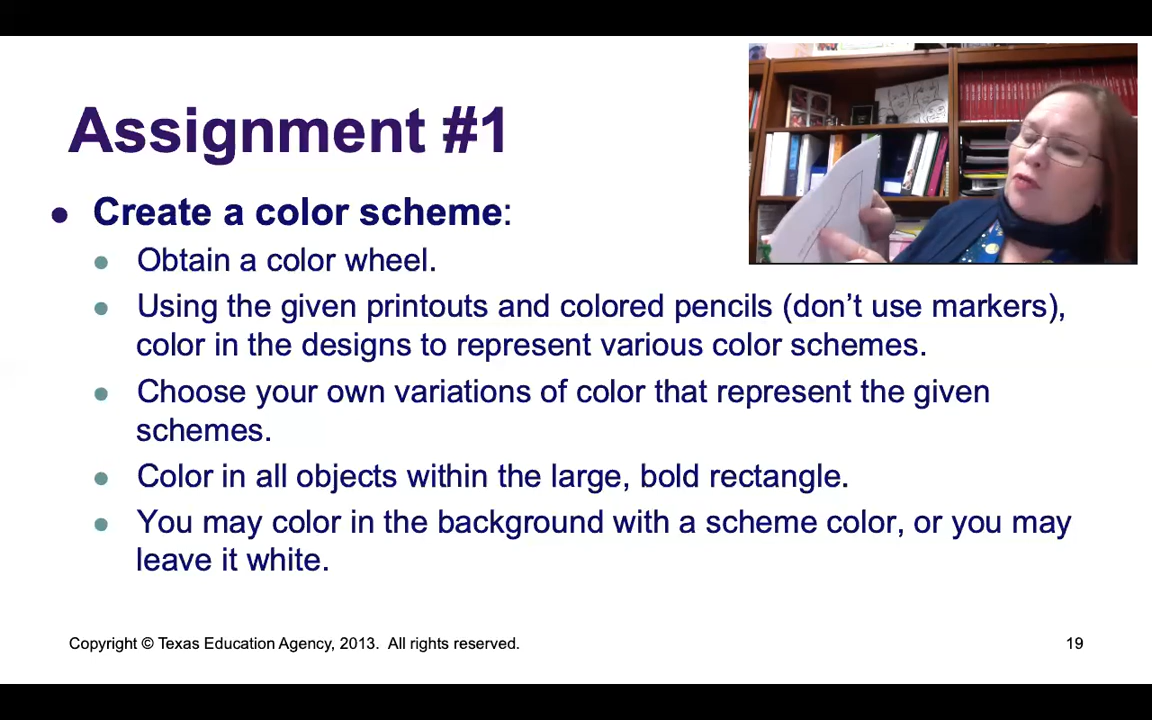 Assignment #1
Create a color scheme:
Obtain a color wheel.
Using the given printouts and colored pencils (don’t use markers),
color in the designs to represent various color schemes.
Choose your own variations of color that represent the given
schemes.
Color in all objects within the large, bold rectangle.
You may color in the background with a scheme color, or you may
leave it white.
Copyright © Texas Education Agency, 2013. All rights reserved.
19